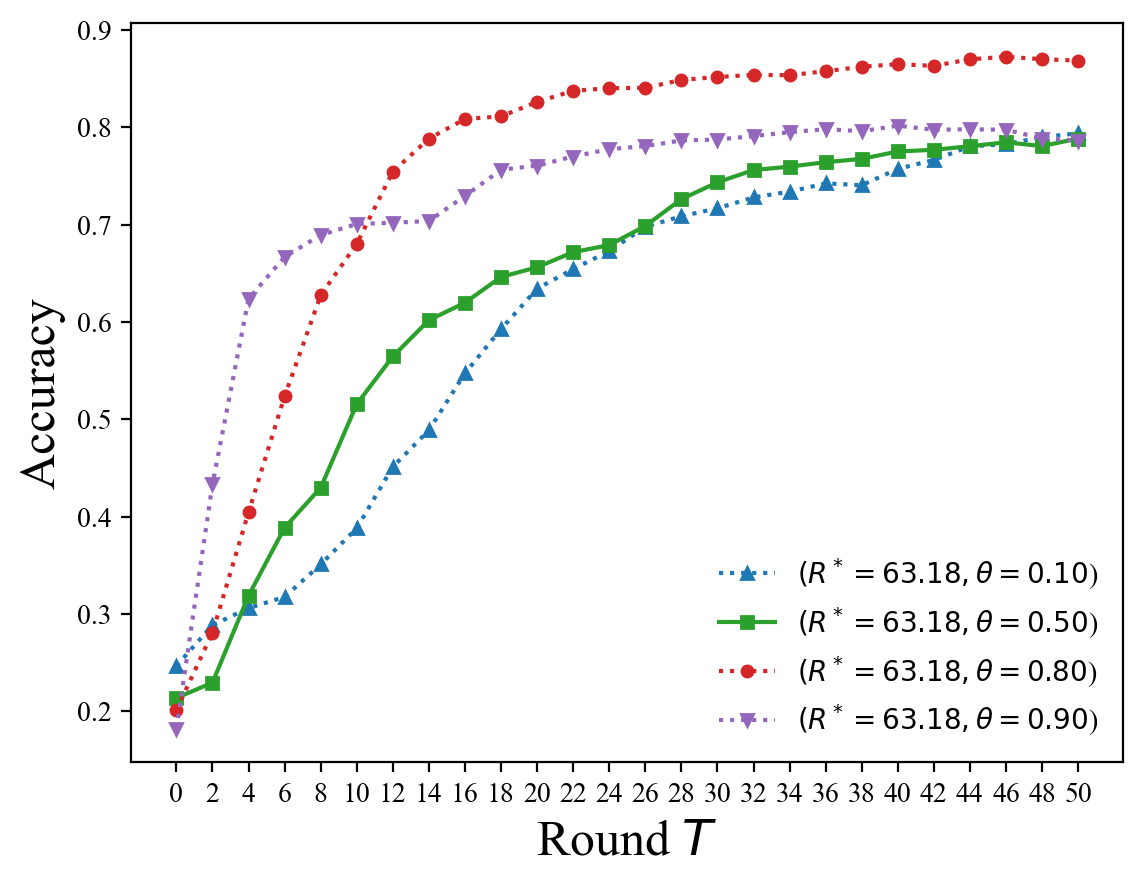 0.9
0.8
0.7
0.6
0.5
0.4
0.3
0.2
Accuracy
(R* = 63.18, θ = 0.10)
(R* = 63.18, θ = 0.50)
(R* = 63.18, θ = 0.80)
(R* = 63.18, θ = 0.90)
0 2 4 6 8 10 12 14 16 18 20 22 24 26 28 30 32 34 36 38 40 42 44 46 48 50
Round T